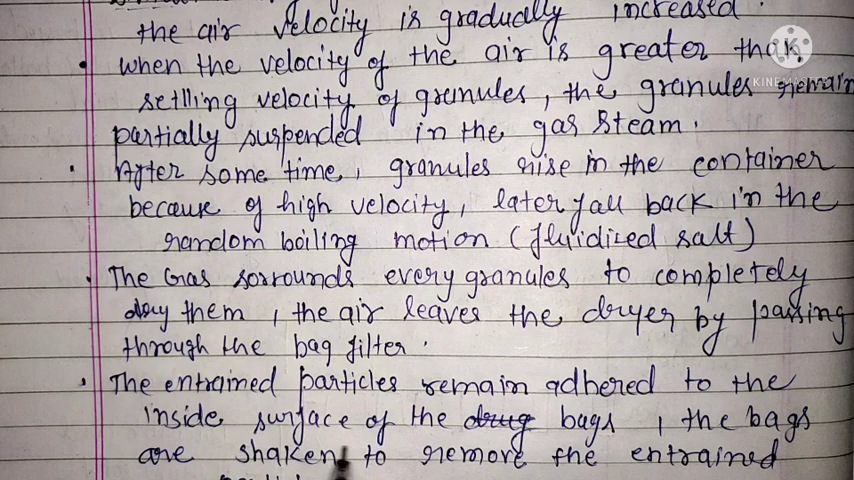 the air velocity is gradually increased.
• when the velocity of the air is greater than
KINEMASTER
setlling velocity of granules, the granules remain
partially suspended in the gas steam.
• After some time, granules rise in the container
because of high velocity, later fall back in the
random boiling motion (fluidized salt)
• The Gas sorrounds every granules to completely
dry them, the air leaves the dryer by passing
through the bag filter.
• The entrained particles remain adhered to the
inside surface of the drug bags, the bags
are shaken to remove the entrained